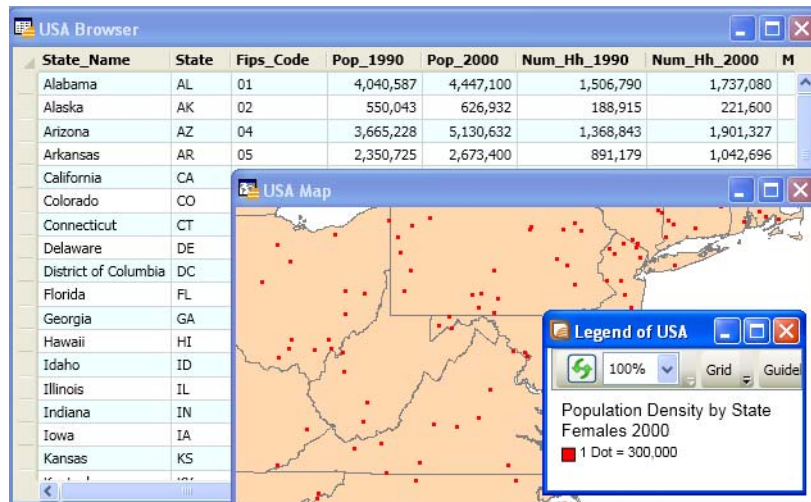 USA Browser
State_Name State Fips_Code Pop_1990 Pop_2000 Num_Hh_1990 Num_Hh_2000 M
Alabama AL 01 4,040,587 4,447,100 1,506,790 1,737,080
Alaska AK 02 550,043 626,932 188,915 221,600
Arizona AZ 04 3,665,228 5,130,632 1,368,843 1,901,327
Arkansas AR 05 2,350,725 2,673,400 891,179 1,042,696
California CA
Colorado CO
Connecticut CT
Delaware DE
District of Columbia DC
Florida FL
Georgia GA
Hawaii HI
Idaho ID
Illinois IL
Indiana IN
Iowa IA
Kansas KS
USA Map
Legend of USA
100% Grid Guidel
Population Density by State
Females 2000
1 Dot = 300,000